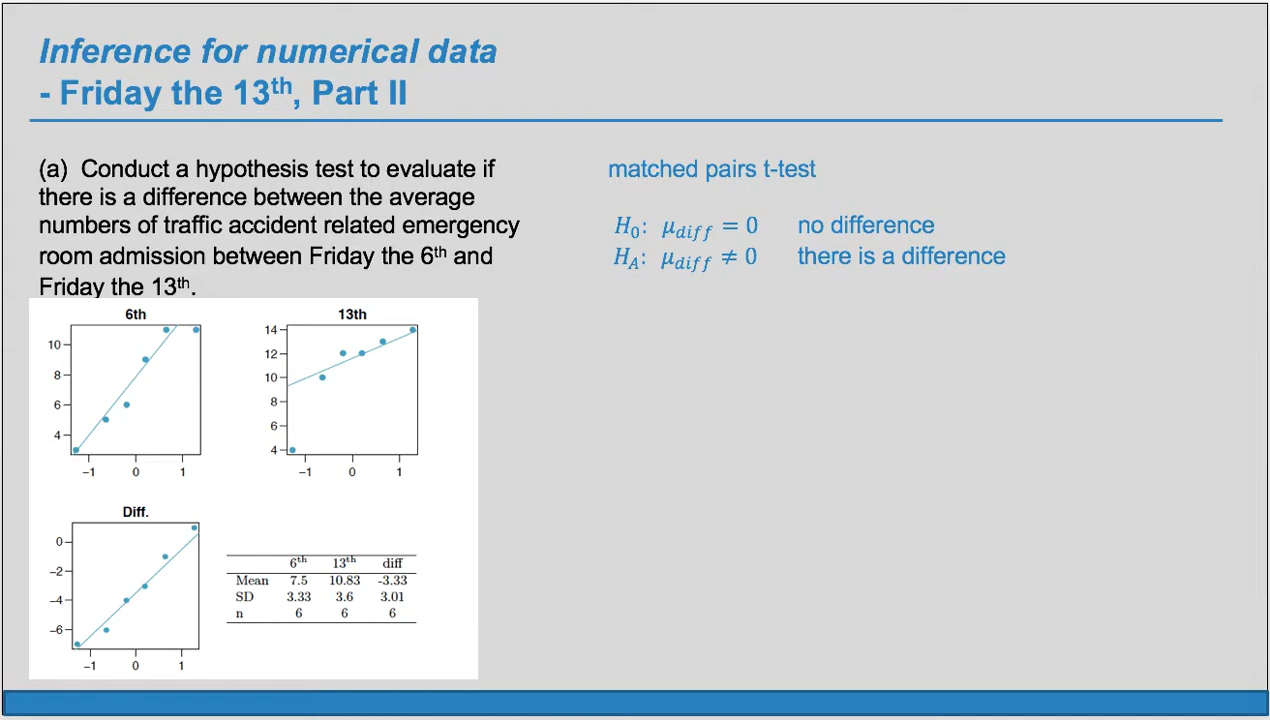 Inference for numerical data
- Friday the 13th, Part II
(a) Conduct a hypothesis test to evaluate if
there is a difference between the average
numbers of traffic accident related emergency
room admission between Friday the 6th and
Friday the 13th.
matched pairs t-test
H0: μdiff = 0 no difference
HA: μdiff ≠ 0 there is a difference
6th
10
8
6
4
−1 0 1
13th
14
12
10
8
6
4
−1 0 1
Diff.
0
−2
−4
−6
−1 0 1
6th 13th diff
Mean 7.5 10.83 -3.33
SD 3.33 3.6 3.01
n 6 6 6